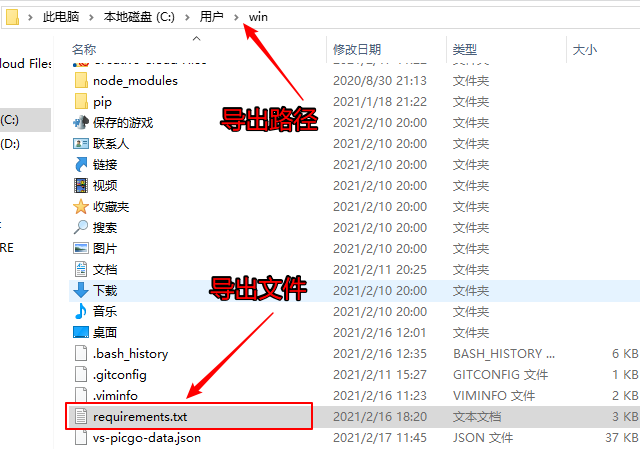 此电脑 > 本地磁盘 (C:) > 用户 > win
名称 修改日期 类型 大小
文件夹
node_modules 2020/8/30 21:13 文件夹
pip 2021/1/18 21:22 文件夹
保存的游戏 2021/2/10 20:00 文件夹
联系人 2021/2/10 20:00 文件夹
链接 2021/2/10 20:00 文件夹
视频 2021/2/10 20:00 文件夹
收藏夹 2021/2/10 20:00 文件夹
搜索 2021/2/10 20:00 文件夹
图片 2021/2/10 20:00 文件夹
文档 2021/2/11 20:25 文件夹
下载 2021/2/10 20:00 文件夹
音乐 2021/2/10 20:00 文件夹
桌面 2021/2/16 12:01 文件夹
.bash_history 2021/2/16 12:35 BASH_HISTORY ... 6 KB
.gitconfig 2021/2/11 15:27 GITCONFIG 文件 1 KB
.viminfo 2021/2/16 11:23 VIMINFO 文件 2 KB
requirements.txt 2021/2/16 18:20 文本文档 3 KB
vs-picgo-data.json 2021/2/17 11:45 JSON 文件 37 KB
loud Files
(C:)
(D:)
RE
导出路径
导出文件